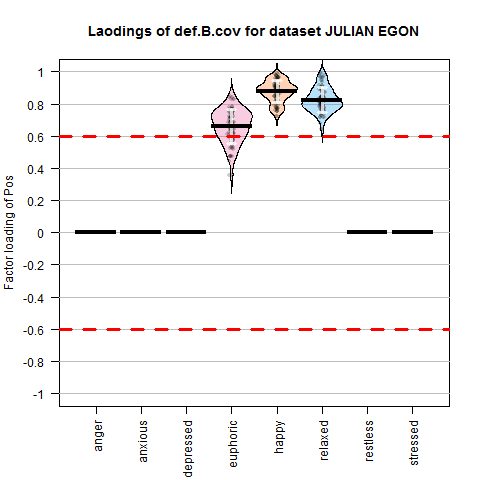 Laodings of def.B.cov for dataset JULIAN EGON
Factor loading of Pos
1
0.8
0.6
0.4
0.2
0
-0.2
-0.4
-0.6
-0.8
-1
anger
anxious
depressed
euphoric
happy
relaxed
restless
stressed